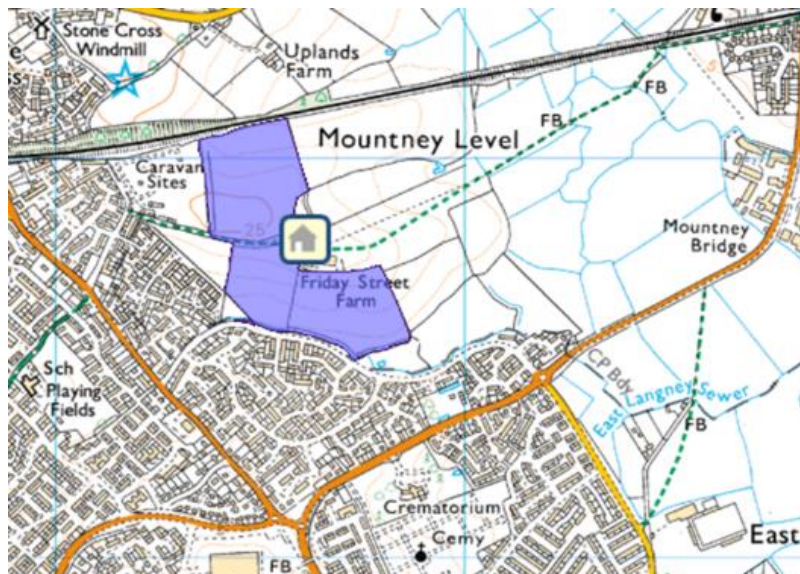 Stone Cross
Windmill
Uplands
Farm
FB
5
FB
Mountney Level
Caravan
Sites
25
Mountney
Bridge
Friday Street
Farm
Sch
Playing
Fields
CP Bdy
East Langney Sewer
FB
Crematorium
Cemy
East
FB